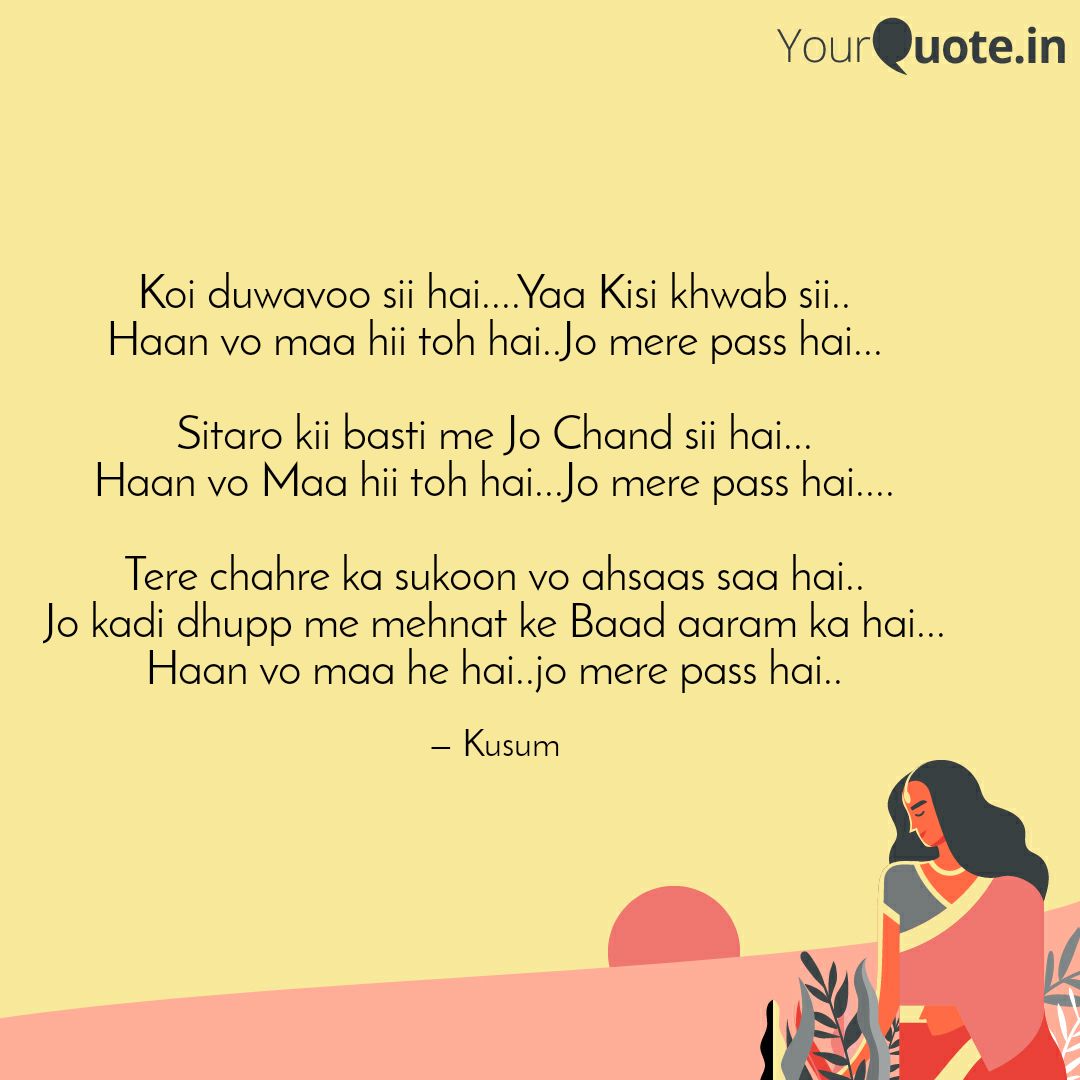 YourQuote.in
Koi duwavoo sii hai....Yaa Kisi khwab sii..
Haan vo maa hii toh hai..Jo mere pass hai...
Sitaro kii basti me Jo Chand sii hai...
Haan vo Maa hii toh hai...Jo mere pass hai....
Tere chahre ka sukoon vo ahsaas saa hai..
Jo kadi dhupp me mehnat ke Baad aaram ka hai...
Haan vo maa he hai..jo mere pass hai..
– Kusum